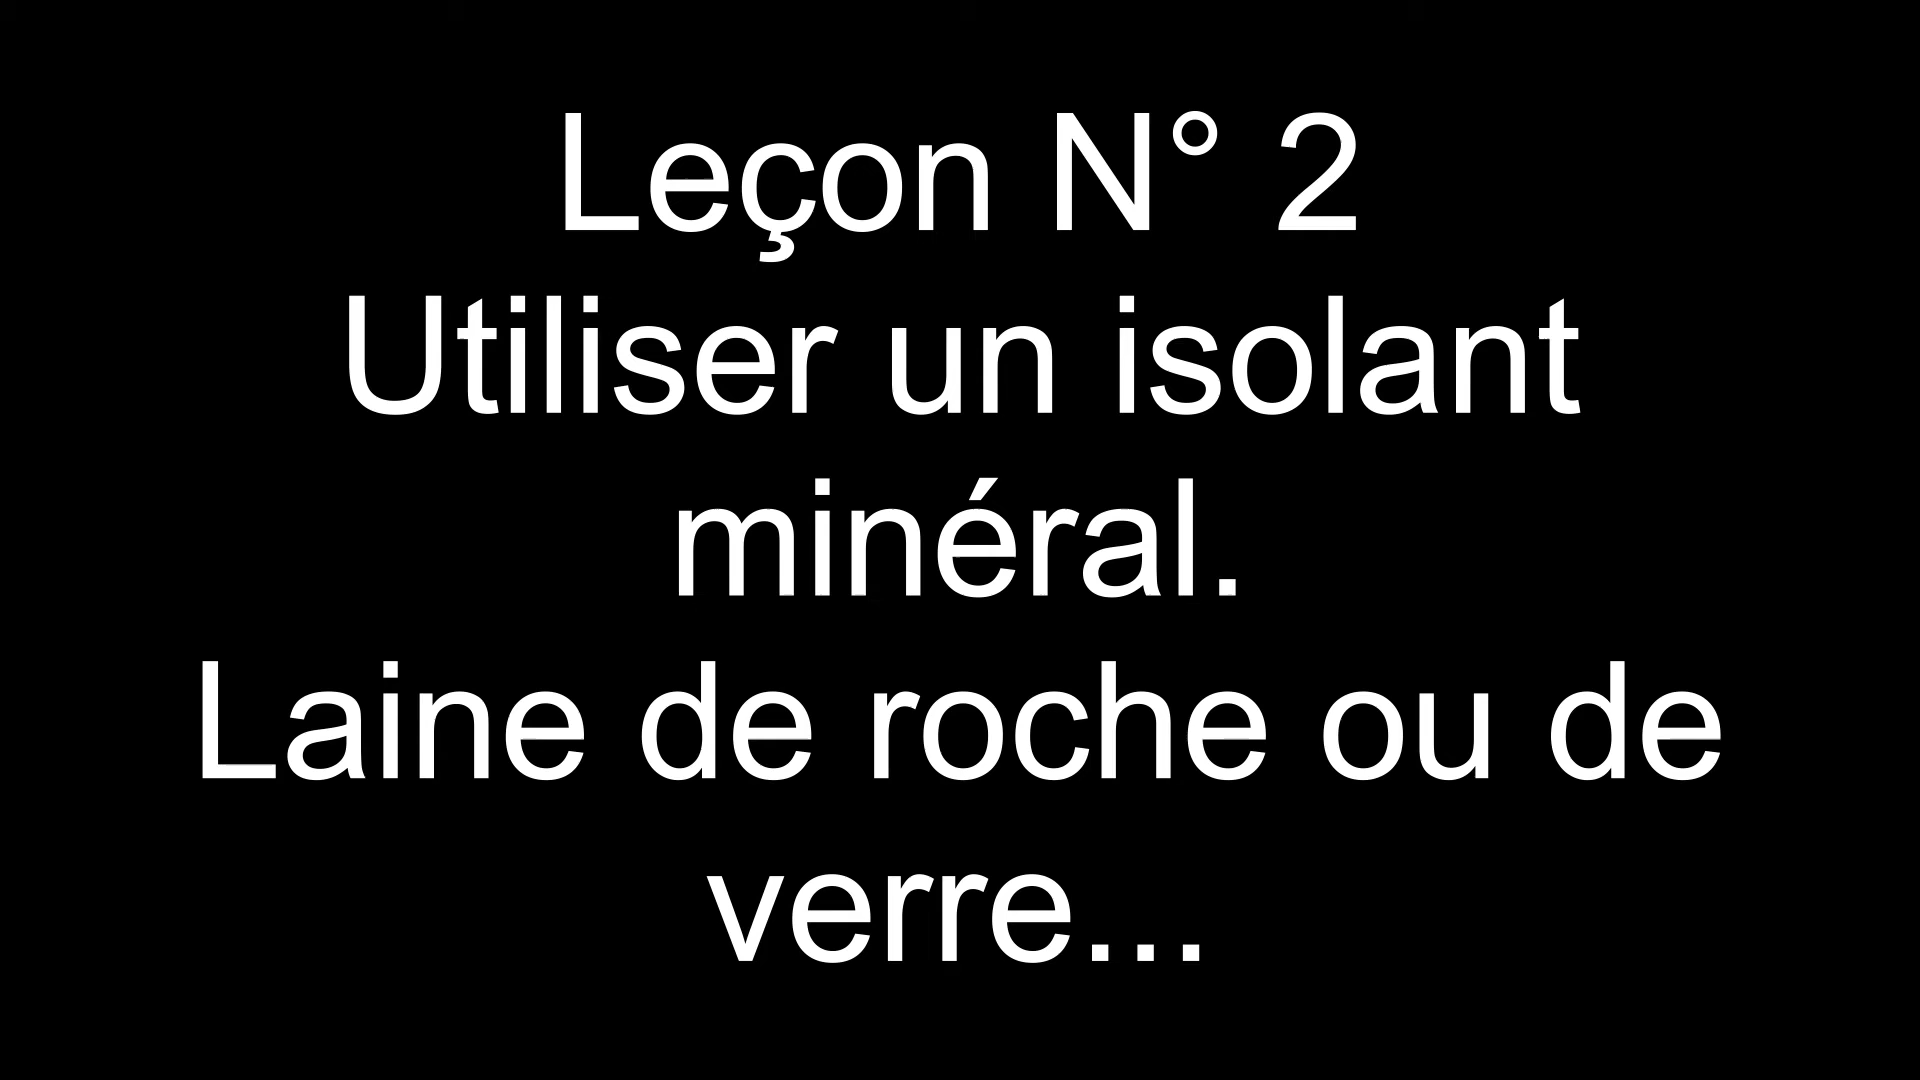 Leçon N° 2
Utiliser un isolant
minéral.
Laine de roche ou de
verre...